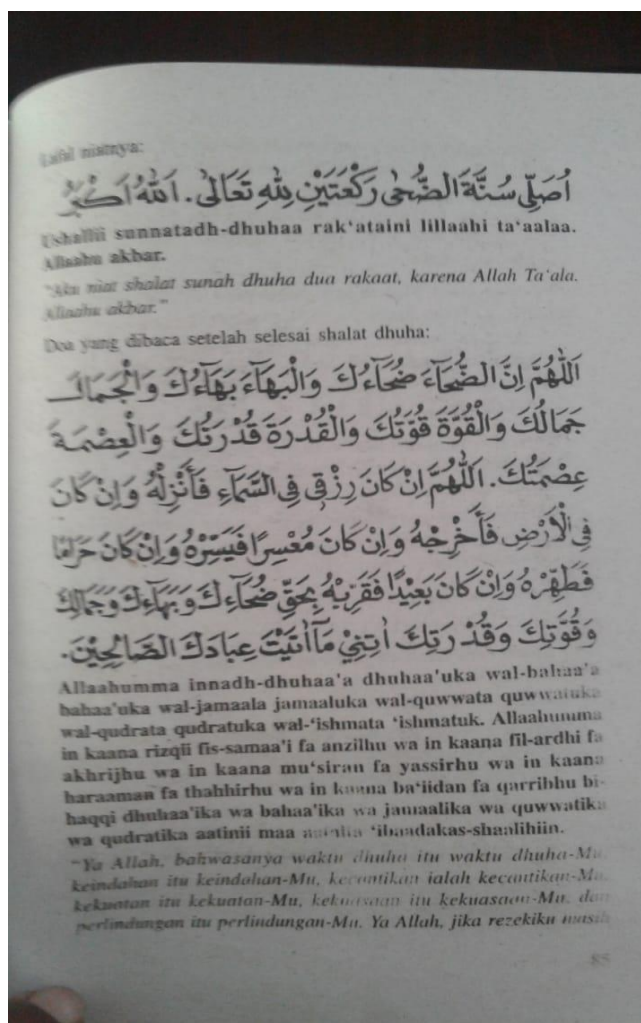 Lafal niatnya:
اُصَلِّى سُنَّةَ الضُّحٰى رَكْعَتَيْنِ لِلّٰهِ تَعَالٰى. اَللّٰهُ اَكْبَرُ
Ushallii sunnatadh-dhuhaa rak'ataini lillaahi ta'aalaa.
Allaahu akbar.
"Aku niat shalat sunah dhuha dua rakaat, karena Allah Ta'ala.
Allaahu akbar."
Doa yang dibaca setelah selesai shalat dhuha:
اَللّٰهُمَّ اِنَّ الضُّحَآءَ ضُحَآءُكَ وَالْبَهَآءَ بَهَآءُكَ وَالْجَمَالَ
جَمَالُكَ وَالْقُوَّةَ قُوَّتُكَ وَالْقُدْرَةَ قُدْرَتُكَ وَالْعِصْمَةَ
عِصْمَتُكَ. اَللّٰهُمَّ اِنْ كَانَ رِزْقِى فِى السَّمَآءِ فَأَنْزِلْهُ وَاِنْ كَانَ
فِى الْاَرْضِ فَأَخْرِجْهُ وَاِنْ كَانَ مُعْسِرًا فَيَسِّرْهُ وَاِنْ كَانَ حَرَامًا
فَطَهِّرْهُ وَاِنْ كَانَ بَعِيْدًا فَقَرِّبْهُ بِحَقِّ ضُحَآءِكَ وَبَهَاءِكَ وَجَمَالِكَ
وَقُوَّتِكَ وَقُدْرَتِكَ اٰتِنِيْ مَآاٰتَيْتَ عِبَادَكَ الصَّالِحِيْنَ.
Allaahumma innadh-dhuhaa'a dhuhaa'uka wal-bahaa'a
bahaa'uka wal-jamaala jamaaluka wal-quwwata quwwatuka
wal-qudrata qudratuka wal-'ishmata 'ishmatuk. Allaahumma
in kaana rizqii fis-samaa'i fa anzilhu wa in kaana fil-ardhi fa
akhrijhu wa in kaana mu'siran fa yassirhu wa in kaana
haraaman fa thahhirhu wa in kaana ba'iidan fa qarribhu bi-
haqqi dhuhaa'ika wa bahaa'ika wa jamaalika wa quwwatika
wa qudratika aatinii maa 'ibaadakas-shaalihiin.
"Ya Allah, bahwasanya waktu dhuha itu waktu dhuha-Mu,
keindahan itu keindahan-Mu, kecantikan ialah kecantikan-Mu,
kekuatan itu kekuatan-Mu, kekuasaan itu kekuasaan-Mu, dan
perlindungan itu perlindungan-Mu. Ya Allah, jika rezekiku masih